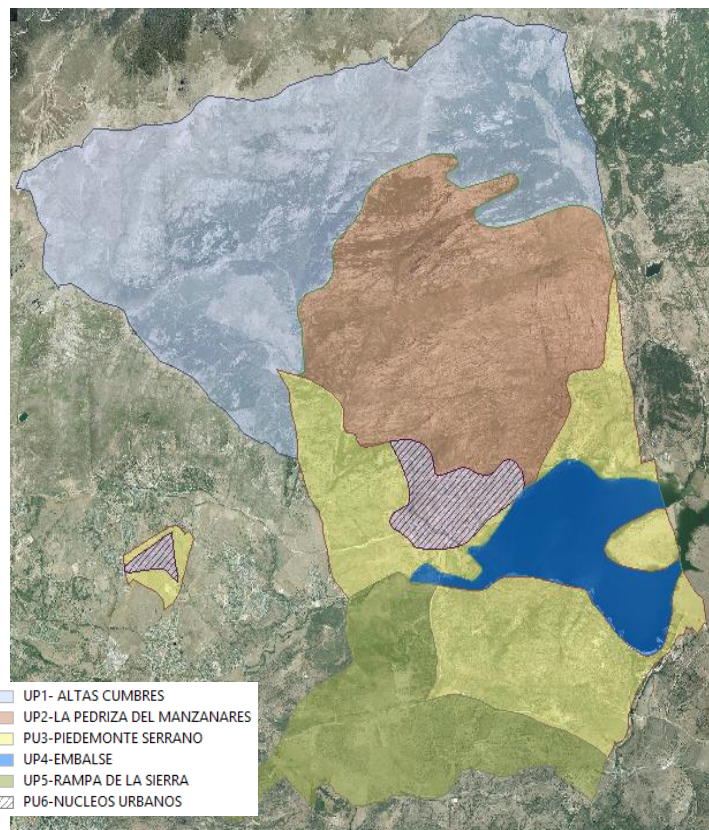 UP1- ALTAS CUMBRES
UP2-LA PEDRIZA DEL MANZANARES
PU3-PIEDEMONTE SERRANO
UP4-EMBALSE
UP5-RAMPA DE LA SIERRA
PU6-NUCLEOS URBANOS